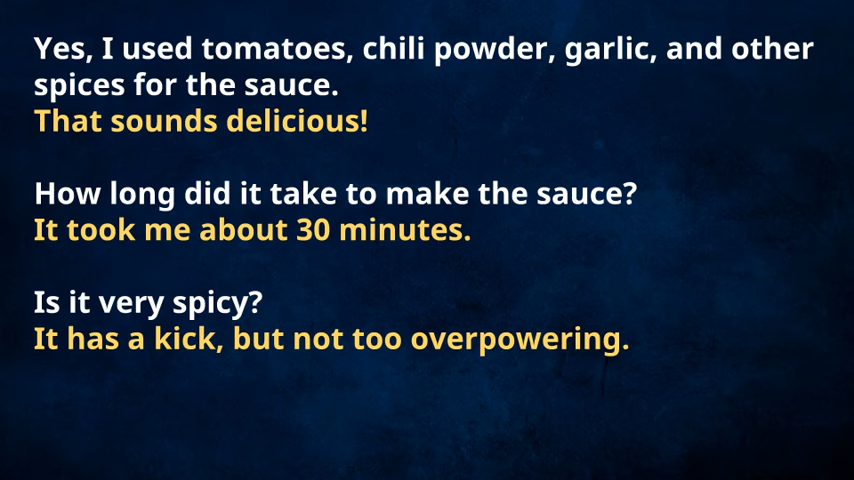 Yes, I used tomatoes, chili powder, garlic, and other
spices for the sauce.
That sounds delicious!
How long did it take to make the sauce?
It took me about 30 minutes.
Is it very spicy?
It has a kick, but not too overpowering.